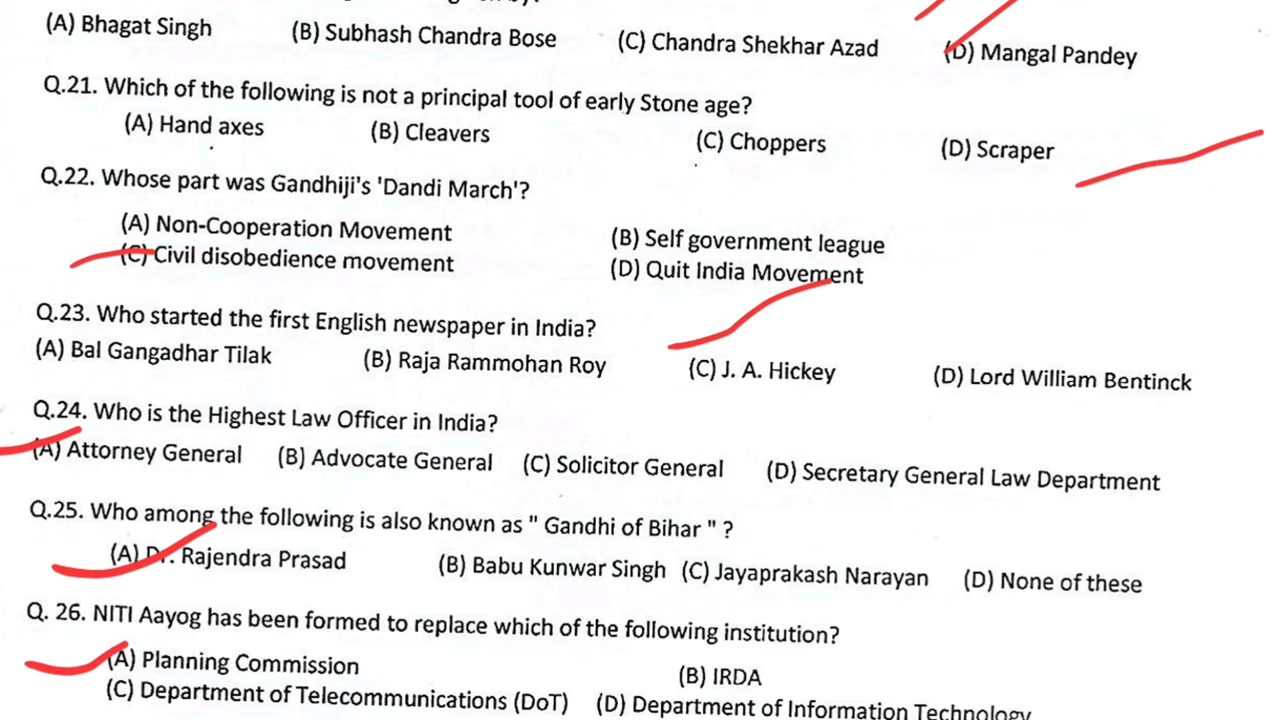 (A) Bhagat Singh (B) Subhash Chandra Bose (C) Chandra Shekhar Azad (D) Mangal Pandey
Q.21. Which of the following is not a principal tool of early Stone age?
(A) Hand axes (B) Cleavers (C) Choppers (D) Scraper
Q.22. Whose part was Gandhiji's 'Dandi March'?
(A) Non-Cooperation Movement (B) Self government league
(C) Civil disobedience movement (D) Quit India Movement
Q.23. Who started the first English newspaper in India?
(A) Bal Gangadhar Tilak (B) Raja Rammohan Roy (C) J. A. Hickey (D) Lord William Bentinck
Q.24. Who is the Highest Law Officer in India?
(A) Attorney General (B) Advocate General (C) Solicitor General (D) Secretary General Law Department
Q.25. Who among the following is also known as " Gandhi of Bihar " ?
(A) Dr. Rajendra Prasad (B) Babu Kunwar Singh (C) Jayaprakash Narayan (D) None of these
Q. 26. NITI Aayog has been formed to replace which of the following institution?
(A) Planning Commission (B) IRDA
(C) Department of Telecommunications (DoT) (D) Department of Information Technology